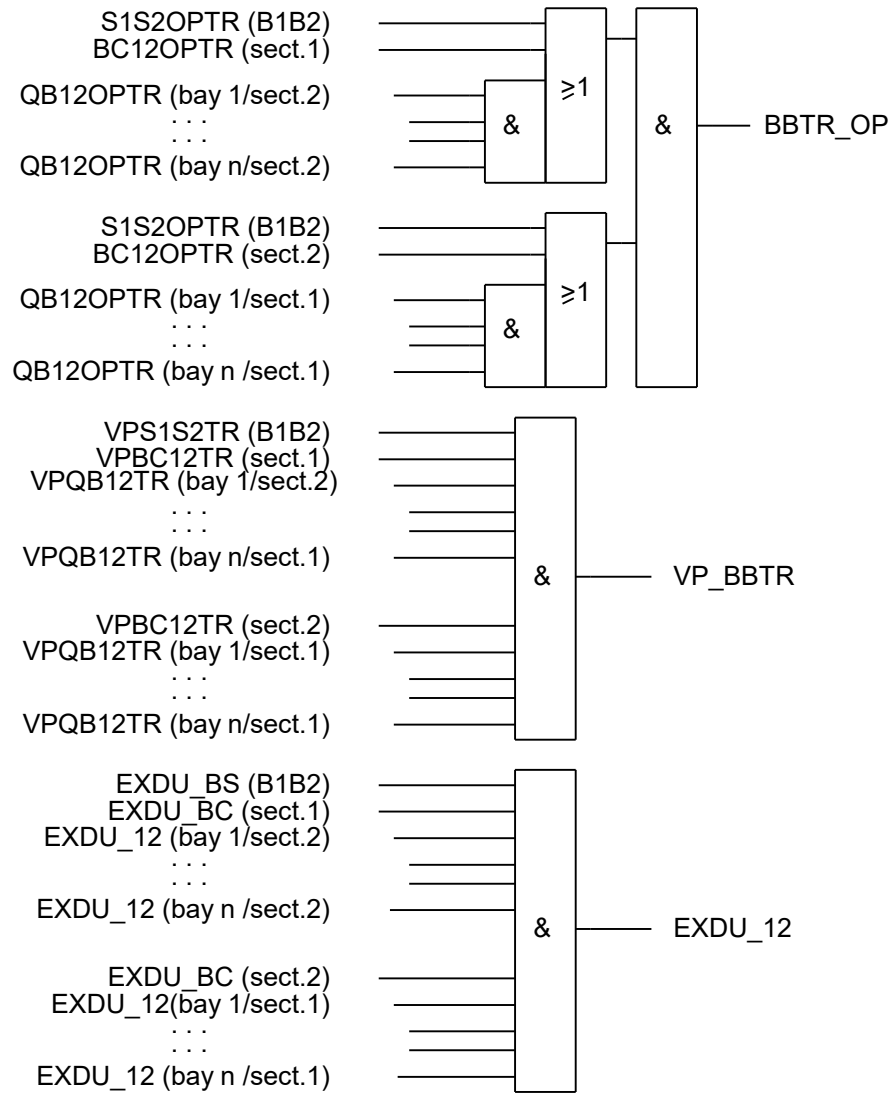 S1S2OPTR (B1B2)
BC12OPTR (sect.1)
QB12OPTR (bay 1/sect.2)
. . .
. . .
QB12OPTR (bay n/sect.2)
&
≥1
&
BBTR_OP
S1S2OPTR (B1B2)
BC12OPTR (sect.2)
QB12OPTR (bay 1/sect.1)
. . .
. . .
QB12OPTR (bay n /sect.1)
&
≥1
VPS1S2TR (B1B2)
VPBC12TR (sect.1)
VPQB12TR (bay 1/sect.2)
. . .
. . .
VPQB12TR (bay n/sect.1)
&
VP_BBTR
VPBC12TR (sect.2)
VPQB12TR (bay 1/sect.1)
. . .
. . .
VPQB12TR (bay n/sect.1)
EXDU_BS (B1B2)
EXDU_BC (sect.1)
EXDU_12 (bay 1/sect.2)
. . .
. . .
EXDU_12 (bay n /sect.2)
&
EXDU_12
EXDU_BC (sect.2)
EXDU_12(bay 1/sect.1)
. . .
. . .
EXDU_12 (bay n /sect.1)